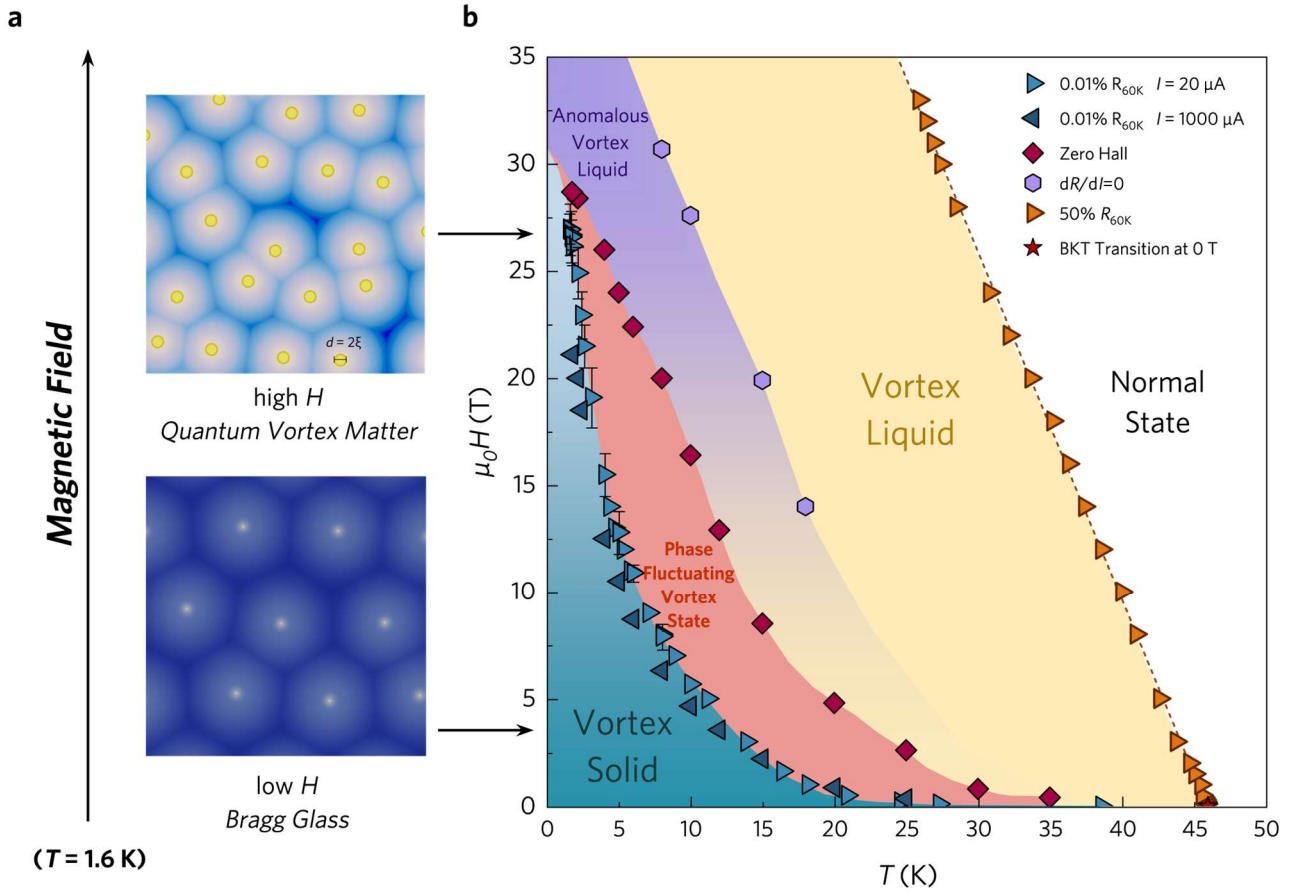 a
Magnetic Field
d = 2ξ
high H
Quantum Vortex Matter
low H
Bragg Glass
(T = 1.6 K)
b
35
30
25
20
15
10
5
0
μ0H (T)
0 5 10 15 20 25 30 35 40 45 50
T (K)
Anomalous
Vortex
Liquid
Phase
Fluctuating
Vortex
State
Vortex
Solid
Vortex
Liquid
Normal
State
0.01% R60K I = 20 μA
0.01% R60K I = 1000 μA
Zero Hall
dR/dI=0
50% R60K
BKT Transition at 0 T